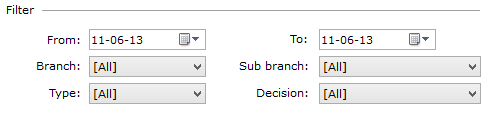 Filter
From: 11-06-13 To: 11-06-13
Branch: [All] Sub branch: [All]
Type: [All] Decision: [All]